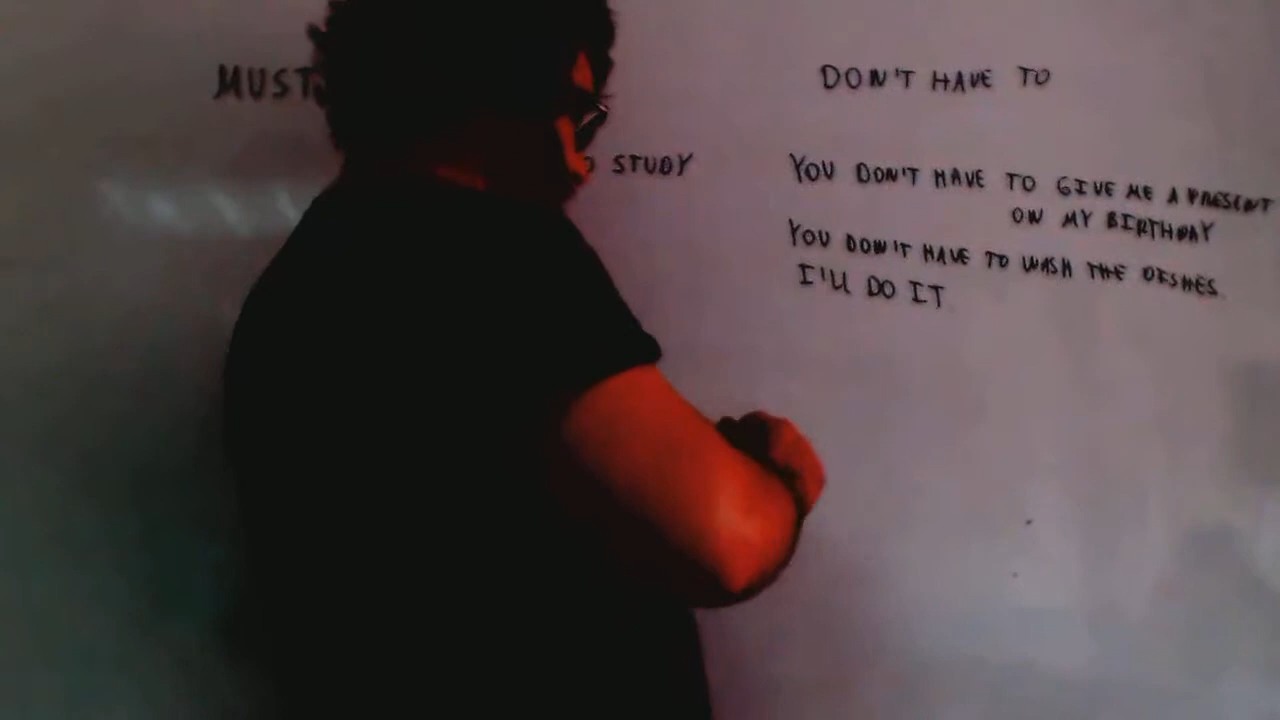 MUST
DON'T HAVE TO
STUDY
YOU DON'T HAVE TO GIVE ME A PRESENT
ON MY BIRTHDAY
YOU DON'T HAVE TO WASH THE DISHES.
I'LL DO IT